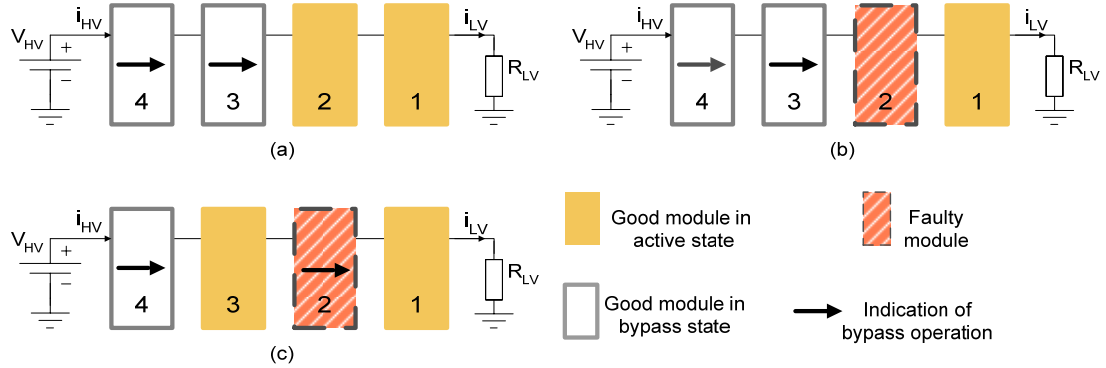 i_HV i_LV
V_HV + − 4 3 2 1 R_LV
(a)
i_HV i_LV
V_HV + − 4 3 2 1 R_LV
(b)
i_HV i_LV
V_HV + − 4 3 2 1 R_LV
(c)
Good module in
active state
Faulty
module
Good module in
bypass state
Indication of
bypass operation